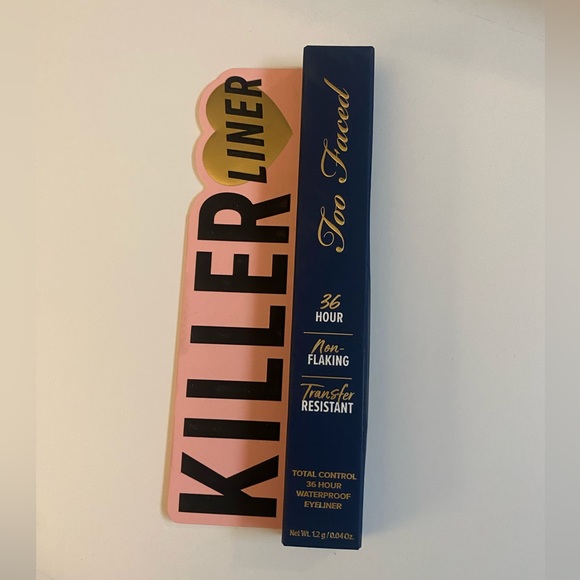 KILLER
LINER
Too Faced
36
HOUR
Non-
FLAKING
Transfer
RESISTANT
TOTAL CONTROL
36 HOUR
WATERPROOF
EYELINER
Net Wt. 1.2 g / 0.04 Oz.